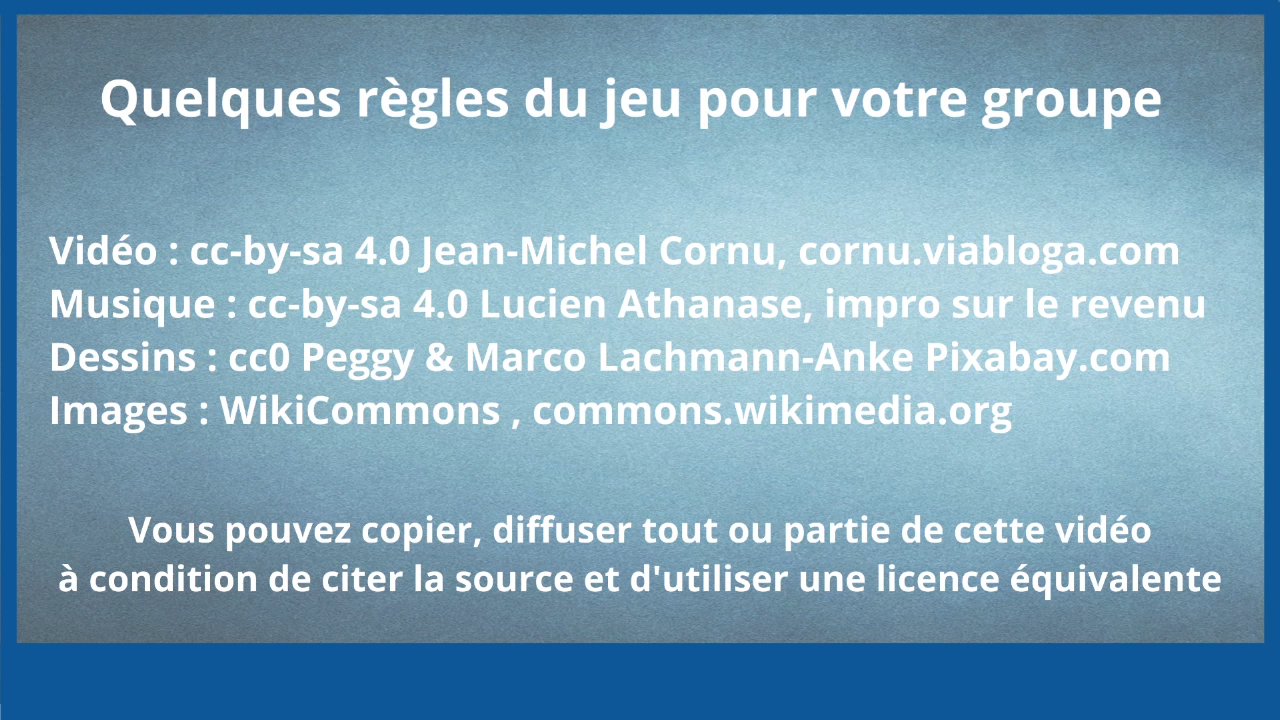 Quelques règles du jeu pour votre groupe
Vidéo : cc-by-sa 4.0 Jean-Michel Cornu, cornu.viabloga.com
Musique : cc-by-sa 4.0 Lucien Athanase, impro sur le revenu
Dessins : cc0 Peggy & Marco Lachmann-Anke Pixabay.com
Images : WikiCommons , commons.wikimedia.org
Vous pouvez copier, diffuser tout ou partie de cette vidéo
à condition de citer la source et d'utiliser une licence équivalente